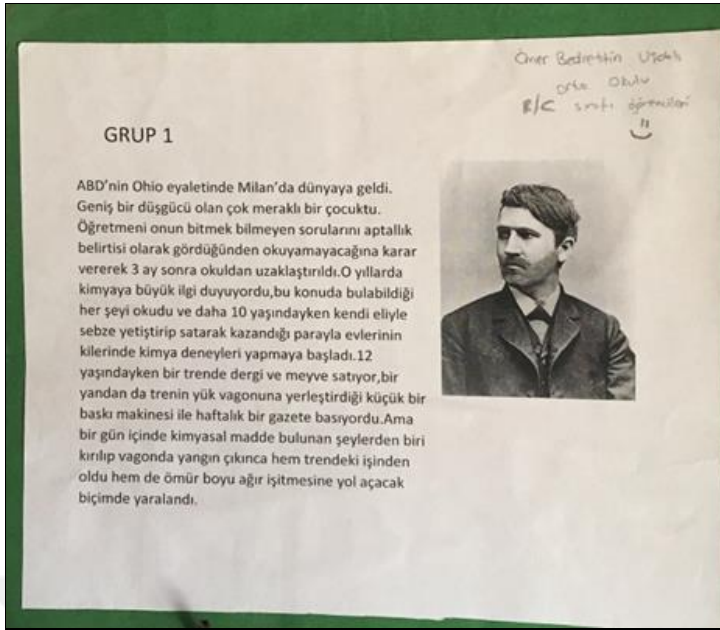 Ömer Bedrettin Uşaklı
Orta Okulu
8/C sınıfı öğrencileri
GRUP 1
ABD'nin Ohio eyaletinde Milan'da dünyaya geldi.
Geniş bir düşgücü olan çok meraklı bir çocuktu.
Öğretmeni onun bitmek bilmeyen sorularını aptallık
belirtisi olarak gördüğünden okuyamayacağına karar
vererek 3 ay sonra okuldan uzaklaştırıldı.O yıllarda
kimyaya büyük ilgi duyuyordu,bu konuda bulabildiği
her şeyi okudu ve daha 10 yaşındayken kendi eliyle
sebze yetiştirip satarak kazandığı parayla evlerinin
kilerinde kimya deneyleri yapmaya başladı.12
yaşındayken bir trende dergi ve meyve satıyor,bir
yandan da trenin yük vagonuna yerleştirdiği küçük bir
baskı makinesi ile haftalık bir gazete basıyordu.Ama
bir gün içinde kimyasal madde bulunan şeylerden biri
kırılıp vagonda yangın çıkınca hem trendeki işinden
oldu hem de ömür boyu ağır işitmesine yol açacak
biçimde yaralandı.